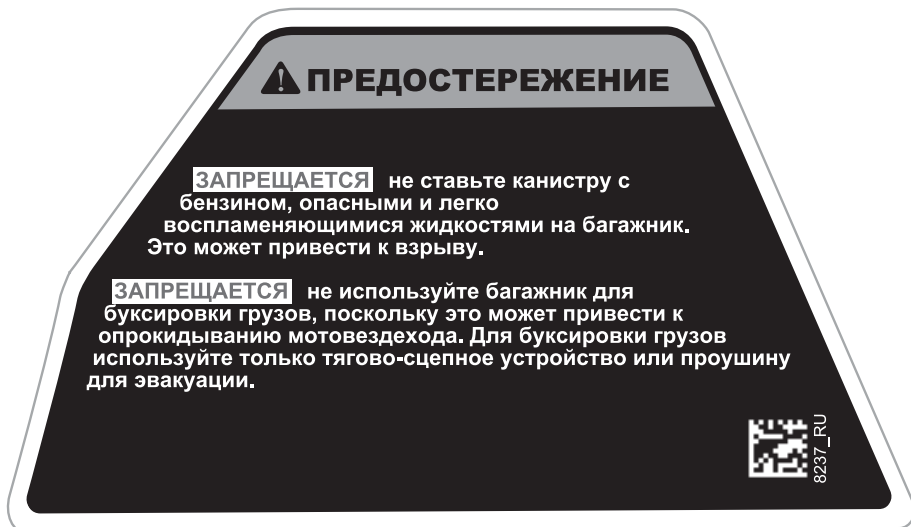 ПРЕДОСТЕРЕЖЕНИЕ
ЗАПРЕЩАЕТСЯ не ставьте канистру с
бензином, опасными и легко
воспламеняющимися жидкостями на багажник.
Это может привести к взрыву.
ЗАПРЕЩАЕТСЯ не используйте багажник для
буксировки грузов, поскольку это может привести к
опрокидыванию мотовездехода. Для буксировки грузов
используйте только тягово-сцепное устройство или проушину
для эвакуации.
8237_RU